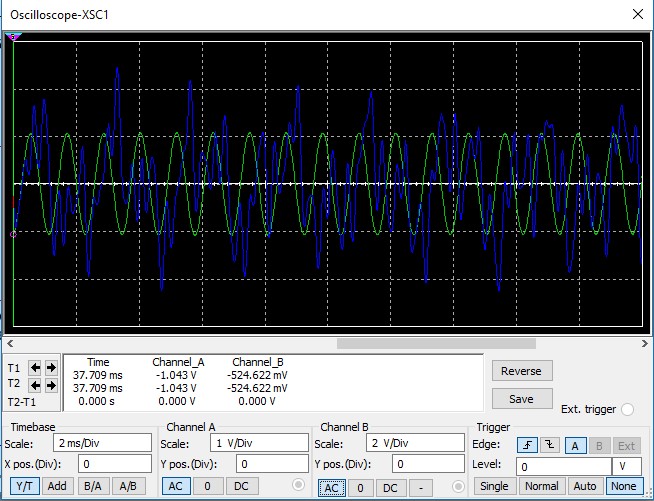 Oscilloscope-XSC1
T1
T2
T2-T1
Time Channel_A Channel_B
37.709 ms -1.043 V -524.622 mV
37.709 ms -1.043 V -524.622 mV
0.000 s 0.000 V 0.000 V
Reverse
Save
Ext. trigger
Timebase
Scale: 2 ms/Div
X pos.(Div): 0
Y/T Add B/A A/B
Channel A
Scale: 1 V/Div
Y pos.(Div): 0
AC 0 DC
Channel B
Scale: 2 V/Div
Y pos.(Div): 0
AC 0 DC -
Trigger
Edge: A B Ext
Level: 0 V
Single Normal Auto None